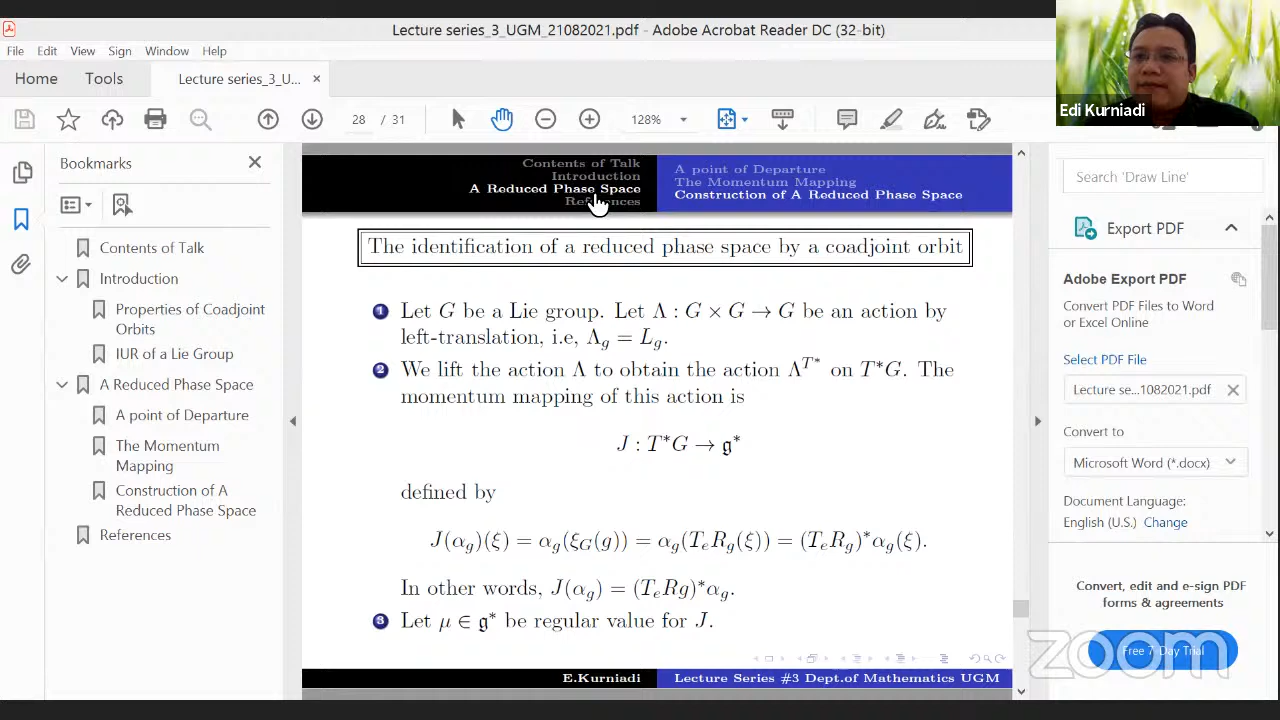 Lecture series_3_UGM_21082021.pdf - Adobe Acrobat Reader DC (32-bit)
File Edit View Sign Window Help
Home Tools Lecture series_3_U... ×
28 / 31 128%
Edi Kurniadi
Bookmarks
Contents of Talk
Introduction
Properties of Coadjoint
Orbits
IUR of a Lie Group
A Reduced Phase Space
A point of Departure
The Momentum
Mapping
Construction of A
Reduced Phase Space
References
Contents of Talk
Introduction
A Reduced Phase Space
References
A point of Departure
The Momentum Mapping
Construction of A Reduced Phase Space
The identification of a reduced phase space by a coadjoint orbit
1 Let G be a Lie group. Let Λ : G × G → G be an action by
left-translation, i.e, Λ_g = L_g.
2 We lift the action Λ to obtain the action Λ^{T*} on T*G. The
momentum mapping of this action is
J : T*G → 𝔤*
defined by
J(α_g)(ξ) = α_g(ξ_G(g)) = α_g(T_eR_g(ξ)) = (T_eR_g)*α_g(ξ).
In other words, J(α_g) = (T_eRg)*α_g.
3 Let μ ∈ 𝔤* be regular value for J.
E.Kurniadi Lecture Series #3 Dept.of Mathematics UGM
Search 'Draw Line'
Export PDF
Adobe Export PDF
Convert PDF Files to Word
or Excel Online
Select PDF File
Lecture se...1082021.pdf
Convert to
Microsoft Word (*.docx)
Document Language:
English (U.S.) Change
Convert, edit and e-sign PDF
forms & agreements
Free 7-Day Trial
zoom